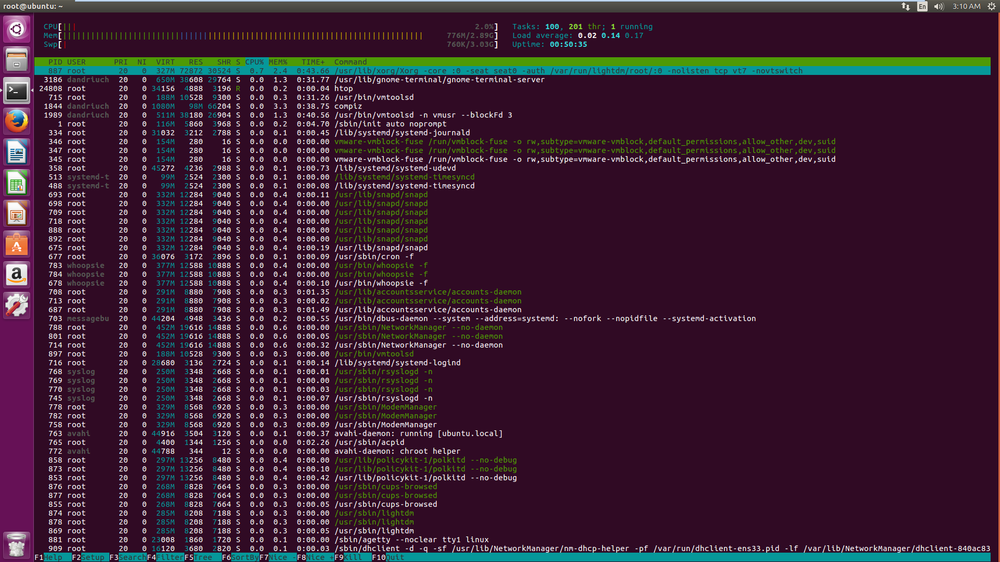 root@ubuntu: ~
En
3:10 AM
CPU[||| 2.0%] Tasks: 100, 201 thr; 1 running
Mem[||||||||||||||||||||||||||||||||||||||||||||||||||||||||||||||||||||||||||||| 776M/2.89G] Load average: 0.02 0.14 0.17
Swp[| 760K/3.03G] Uptime: 00:50:35
PID USER PRI NI VIRT RES SHR S CPU% MEM% TIME+ Command
887 root 20 0 327M 72872 30524 S 0.7 2.4 0:43.66 /usr/lib/xorg/Xorg -core :0 -seat seat0 -auth /var/run/lightdm/root/:0 -nolisten tcp vt7 -novtswitch
3186 dandriuch 20 0 650M 38608 29764 S 0.0 1.3 0:31.77 /usr/lib/gnome-terminal/gnome-terminal-server
24808 root 20 0 34156 4888 3196 R 0.0 0.2 0:00.04 htop
715 root 20 0 188M 10528 9300 S 0.0 0.3 0:31.26 /usr/bin/vmtoolsd
1844 dandriuch 20 0 1080M 98M 66204 S 0.0 3.3 0:38.75 compiz
1989 dandriuch 20 0 511M 38180 26904 S 0.0 1.3 0:40.56 /usr/bin/vmtoolsd -n vmusr --blockFd 3
1 root 20 0 116M 5860 3968 S 0.0 0.2 0:04.70 /sbin/init auto noprompt
334 root 20 0 31032 3212 2788 S 0.0 0.1 0:00.45 /lib/systemd/systemd-journald
346 root 20 0 154M 280 16 S 0.0 0.0 0:00.00 vmware-vmblock-fuse /run/vmblock-fuse -o rw,subtype=vmware-vmblock,default_permissions,allow_other,dev,suid
347 root 20 0 154M 280 16 S 0.0 0.0 0:00.00 vmware-vmblock-fuse /run/vmblock-fuse -o rw,subtype=vmware-vmblock,default_permissions,allow_other,dev,suid
345 root 20 0 154M 280 16 S 0.0 0.0 0:00.00 vmware-vmblock-fuse /run/vmblock-fuse -o rw,subtype=vmware-vmblock,default_permissions,allow_other,dev,suid
358 root 20 0 45272 4236 2988 S 0.0 0.1 0:00.73 /lib/systemd/systemd-udevd
513 systemd-t 20 0 99M 2524 2300 S 0.0 0.1 0:00.00 /lib/systemd/systemd-timesyncd
488 systemd-t 20 0 99M 2524 2300 S 0.0 0.1 0:00.08 /lib/systemd/systemd-timesyncd
693 root 20 0 332M 12284 9040 S 0.0 0.4 0:00.11 /usr/lib/snapd/snapd
698 root 20 0 332M 12284 9040 S 0.0 0.4 0:00.00 /usr/lib/snapd/snapd
709 root 20 0 332M 12284 9040 S 0.0 0.4 0:00.00 /usr/lib/snapd/snapd
718 root 20 0 332M 12284 9040 S 0.0 0.4 0:00.00 /usr/lib/snapd/snapd
888 root 20 0 332M 12284 9040 S 0.0 0.4 0:00.00 /usr/lib/snapd/snapd
892 root 20 0 332M 12284 9040 S 0.0 0.4 0:00.00 /usr/lib/snapd/snapd
675 root 20 0 332M 12284 9040 S 0.0 0.4 0:00.19 /usr/lib/snapd/snapd
677 root 20 0 36076 3172 2896 S 0.0 0.1 0:00.09 /usr/sbin/cron -f
783 whoopsie 20 0 377M 12588 10888 S 0.0 0.4 0:00.00 /usr/bin/whoopsie -f
784 whoopsie 20 0 377M 12588 10888 S 0.0 0.4 0:00.00 /usr/bin/whoopsie -f
678 whoopsie 20 0 377M 12588 10888 S 0.0 0.4 0:00.10 /usr/bin/whoopsie -f
708 root 20 0 291M 8880 7908 S 0.0 0.3 0:01.35 /usr/lib/accountsservice/accounts-daemon
713 root 20 0 291M 8880 7908 S 0.0 0.3 0:00.02 /usr/lib/accountsservice/accounts-daemon
687 root 20 0 291M 8880 7908 S 0.0 0.3 0:01.49 /usr/lib/accountsservice/accounts-daemon
703 messagebu 20 0 44204 4948 3436 S 0.0 0.2 0:00.55 /usr/bin/dbus-daemon --system --address=systemd: --nofork --nopidfile --systemd-activation
788 root 20 0 452M 19616 14888 S 0.0 0.6 0:00.00 /usr/sbin/NetworkManager --no-daemon
801 root 20 0 452M 19616 14888 S 0.0 0.6 0:00.05 /usr/sbin/NetworkManager --no-daemon
714 root 20 0 452M 19616 14888 S 0.0 0.6 0:00.32 /usr/sbin/NetworkManager --no-daemon
897 root 20 0 188M 10528 9300 S 0.0 0.3 0:00.00 /usr/bin/vmtoolsd
716 root 20 0 28680 3136 2724 S 0.0 0.1 0:00.14 /lib/systemd/systemd-logind
768 syslog 20 0 250M 3348 2668 S 0.0 0.1 0:00.01 /usr/sbin/rsyslogd -n
769 syslog 20 0 250M 3348 2668 S 0.0 0.1 0:00.00 /usr/sbin/rsyslogd -n
770 syslog 20 0 250M 3348 2668 S 0.0 0.1 0:00.03 /usr/sbin/rsyslogd -n
745 syslog 20 0 250M 3348 2668 S 0.0 0.1 0:00.07 /usr/sbin/rsyslogd -n
778 root 20 0 329M 8568 6920 S 0.0 0.3 0:00.00 /usr/sbin/ModemManager
782 root 20 0 329M 8568 6920 S 0.0 0.3 0:00.00 /usr/sbin/ModemManager
758 root 20 0 329M 8568 6920 S 0.0 0.3 0:00.09 /usr/sbin/ModemManager
763 avahi 20 0 44916 3504 3120 S 0.0 0.1 0:00.37 avahi-daemon: running [ubuntu.local]
765 root 20 0 4400 1344 1256 S 0.0 0.0 0:02.26 /usr/sbin/acpid
772 avahi 20 0 44788 344 12 S 0.0 0.0 0:00.00 avahi-daemon: chroot helper
858 root 20 0 297M 13256 8480 S 0.0 0.4 0:00.00 /usr/lib/policykit-1/polkitd --no-debug
873 root 20 0 297M 13256 8480 S 0.0 0.4 0:00.10 /usr/lib/policykit-1/polkitd --no-debug
853 root 20 0 297M 13256 8480 S 0.0 0.4 0:00.42 /usr/lib/policykit-1/polkitd --no-debug
876 root 20 0 268M 8828 7664 S 0.0 0.3 0:00.00 /usr/sbin/cups-browsed
877 root 20 0 268M 8828 7664 S 0.0 0.3 0:00.00 /usr/sbin/cups-browsed
855 root 20 0 268M 8828 7664 S 0.0 0.3 0:00.05 /usr/sbin/cups-browsed
874 root 20 0 285M 8208 7188 S 0.0 0.3 0:00.00 /usr/sbin/lightdm
878 root 20 0 285M 8208 7188 S 0.0 0.3 0:00.00 /usr/sbin/lightdm
869 root 20 0 285M 8208 7188 S 0.0 0.3 0:00.05 /usr/sbin/lightdm
881 root 20 0 23008 1860 1720 S 0.0 0.1 0:00.00 /sbin/agetty --noclear tty1 linux
909 root 20 0 16120 3680 2820 S 0.0 0.1 0:00.03 /sbin/dhclient -d -q -sf /usr/lib/NetworkManager/nm-dhcp-helper -pf /var/run/dhclient-ens33.pid -lf /var/lib/NetworkManager/dhclient-840ac83
F1Help F2Setup F3SearchF4FilterF5Tree F6SortByF7Nice -F8Nice +F9Kill F10Quit